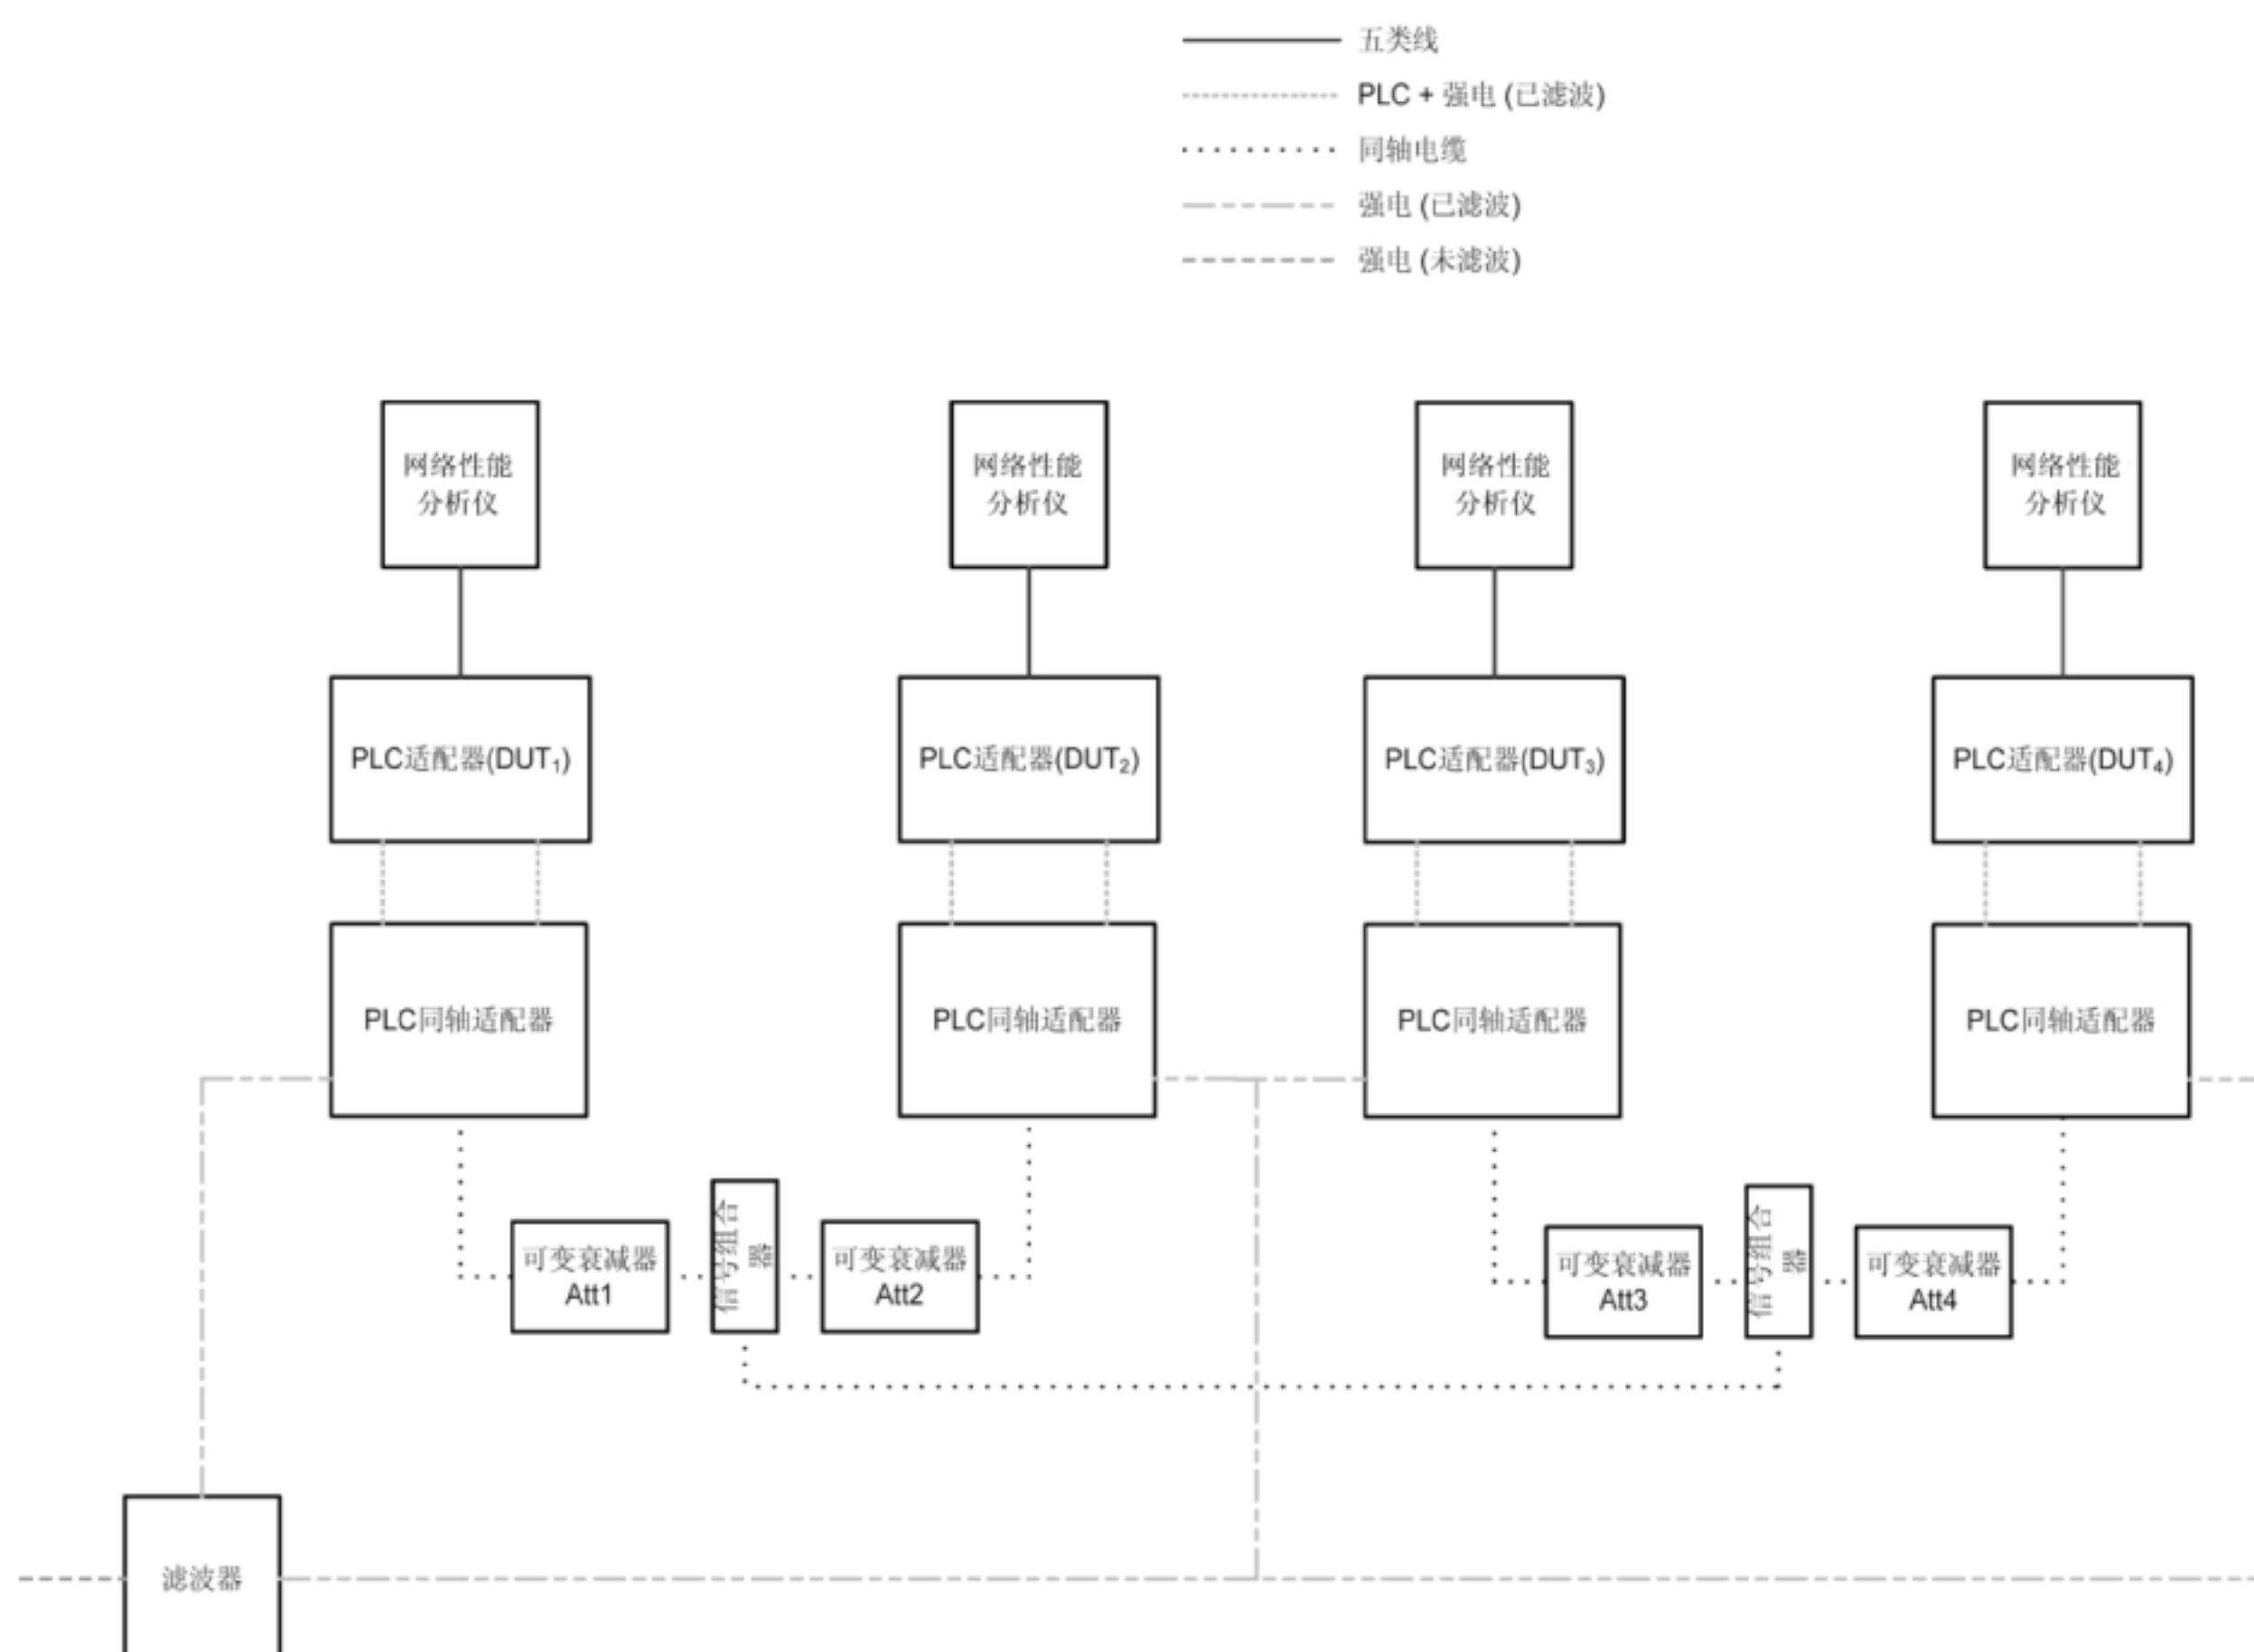 五类线
PLC + 强电 (已滤波)
同轴电缆
强电 (已滤波)
强电 (未滤波)
网络性能
分析仪
网络性能
分析仪
网络性能
分析仪
网络性能
分析仪
PLC适配器(DUT₁)
PLC适配器(DUT₂)
PLC适配器(DUT₃)
PLC适配器(DUT₄)
PLC同轴适配器
PLC同轴适配器
PLC同轴适配器
PLC同轴适配器
可变衰减器
Att1
信号组合
器
可变衰减器
Att2
可变衰减器
Att3
信号组合
器
可变衰减器
Att4
滤波器